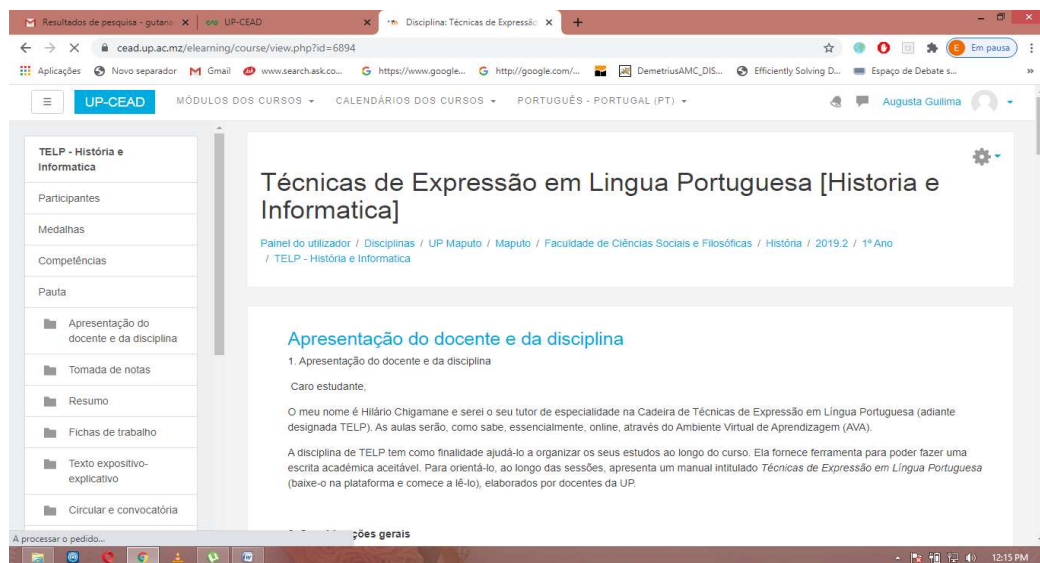 Resultados de pesquisa - gutana
UP-CEAD
Disciplina: Técnicas de Expressão
cead.up.ac.mz/elearning/course/view.php?id=6894
Em pausa
Aplicações
Novo separador
Gmail
www.search.ask.co...
https://www.google...
http://google.com/...
DemetriusAMC_DIS...
Efficiently Solving D...
Espaço de Debate s...
UP-CEAD
MÓDULOS DOS CURSOS
CALENDÁRIOS DOS CURSOS
PORTUGUÊS - PORTUGAL (PT)
Augusta Guilima
TELP - História e
Informatica
Participantes
Medalhas
Competências
Pauta
Apresentação do
docente e da disciplina
Tomada de notas
Resumo
Fichas de trabalho
Texto expositivo-
explicativo
Circular e convocatória
Técnicas de Expressão em Lingua Portuguesa [Historia e
Informatica]
Painel do utilizador / Disciplinas / UP Maputo / Maputo / Faculdade de Ciências Sociais e Filosóficas / História / 2019.2 / 1º Ano
/ TELP - História e Informatica
Apresentação do docente e da disciplina
1. Apresentação do docente e da disciplina
Caro estudante,
O meu nome é Hilário Chigamane e serei o seu tutor de especialidade na Cadeira de Técnicas de Expressão em Língua Portuguesa (adiante
designada TELP). As aulas serão, como sabe, essencialmente, online, através do Ambiente Virtual de Aprendizagem (AVA).
A disciplina de TELP tem como finalidade ajudá-lo a organizar os seus estudos ao longo do curso. Ela fornece ferramenta para poder fazer uma
escrita académica aceitável. Para orientá-lo, ao longo das sessões, apresenta um manual intitulado Técnicas de Expressão em Língua Portuguesa
(baixe-o na plataforma e comece a lê-lo), elaborados por docentes da UP.
gerais
A processar o pedido...
12:15 PM